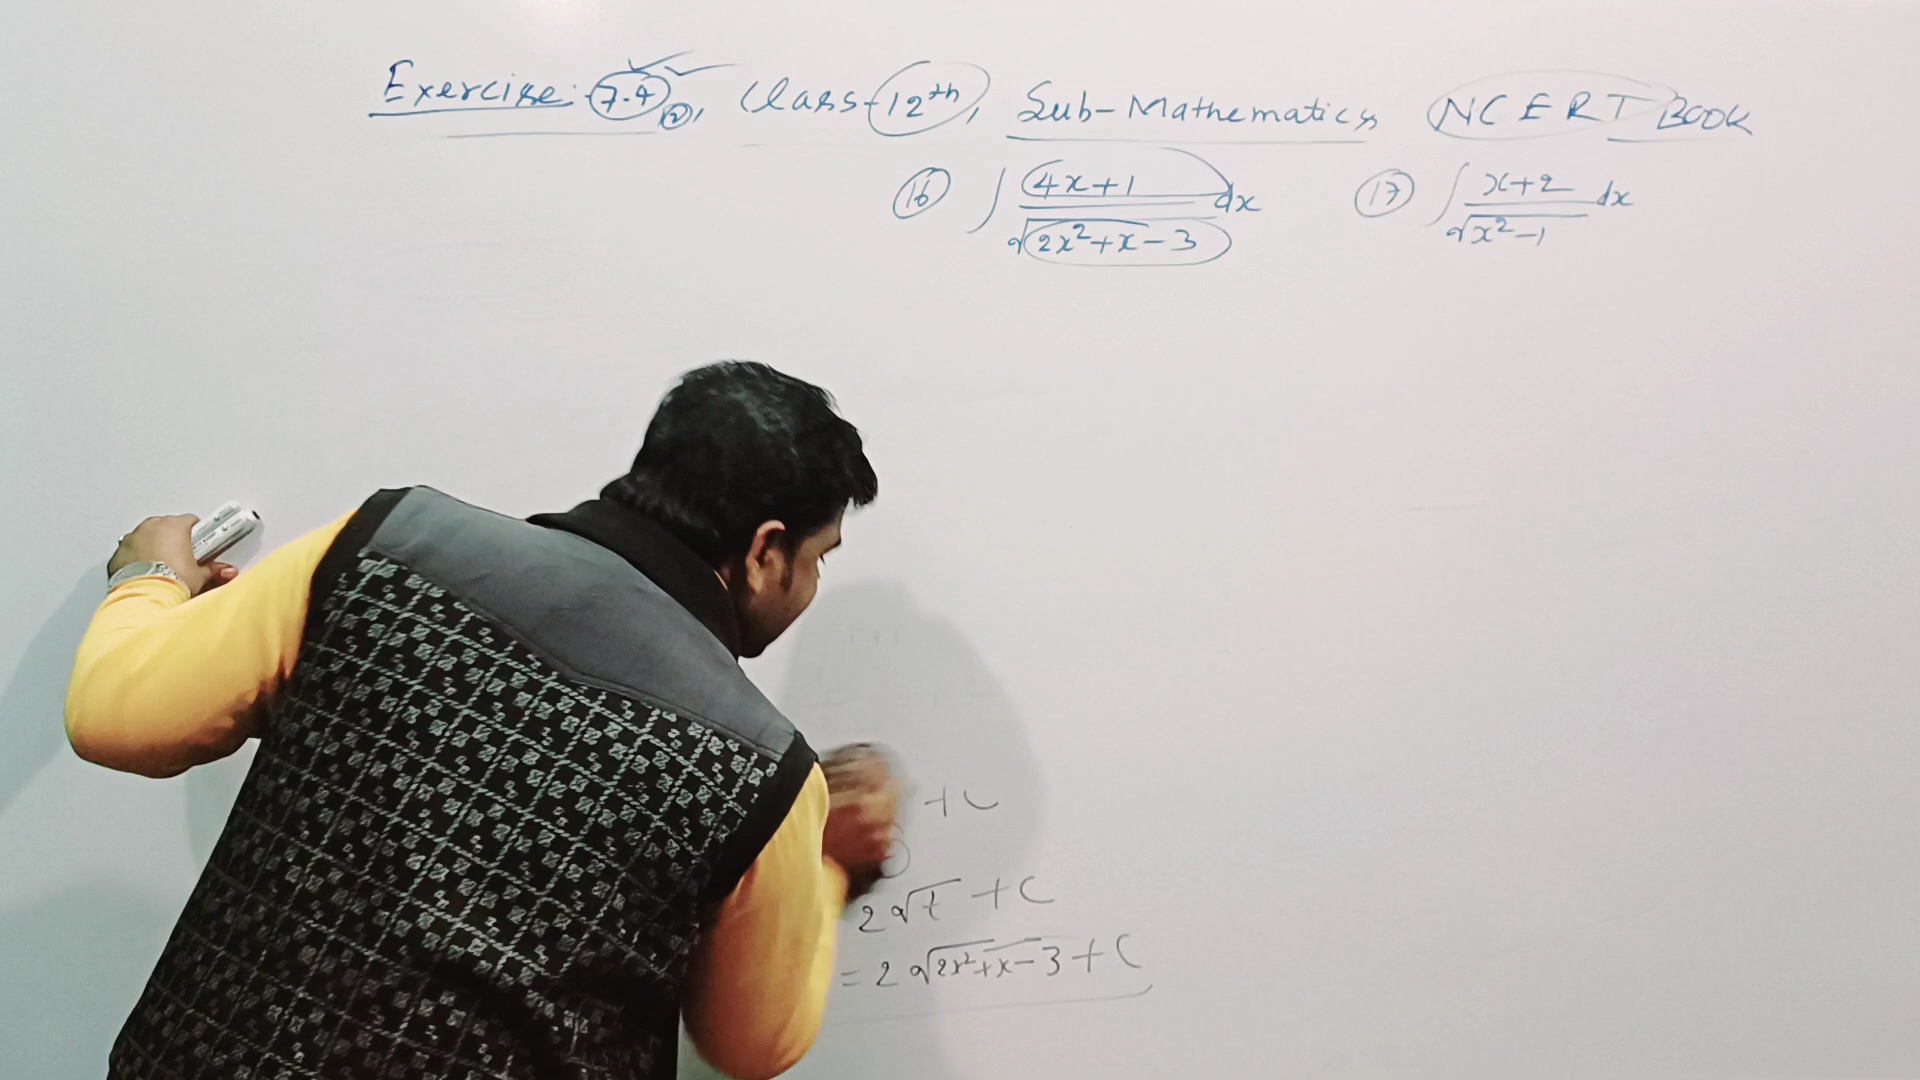 Exercise:-7.4(2), Class-12th, Sub-Mathematics NCERT BOOK
(16) ∫ (4x+1)/√(2x²+x-3) dx (17) ∫ (x+2)/√(x²-1) dx
+C
2√t + C
= 2√(2x²+x-3) + C